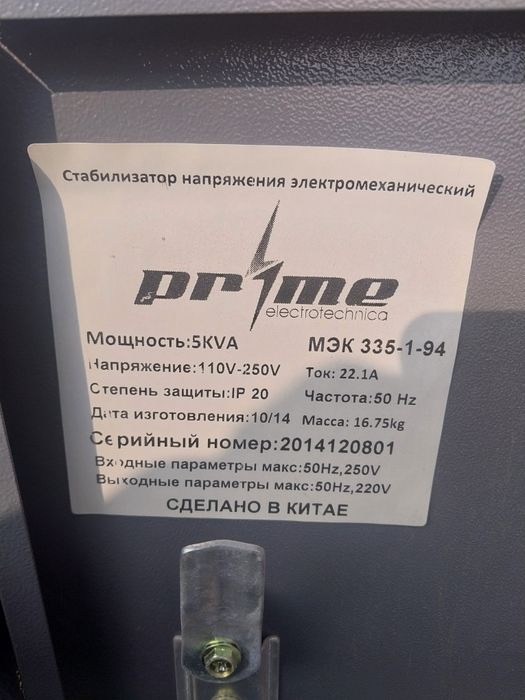 Стабилизатор напряжения электромеханический
prime
electrotechnica
Мощность:5KVA МЭК 335-1-94
Напряжение:110V-250V Ток: 22.1A
Степень защиты:IP 20 Частота:50 Hz
Дата изготовления:10/14 Масса: 16.75kg
Серийный номер:2014120801
Входные параметры макс:50Hz,250V
Выходные параметры макс:50Hz,220V
СДЕЛАНО В КИТАЕ